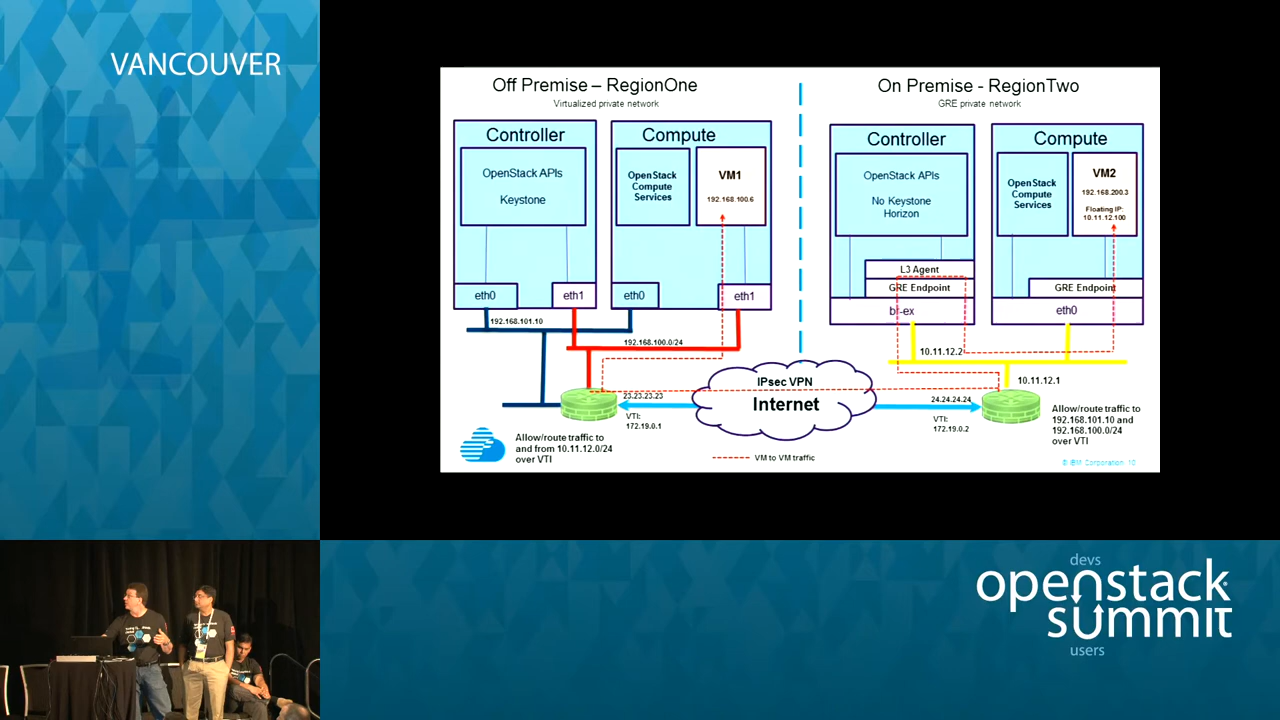 VANCOUVER
Off Premise – RegionOne
Virtualized private network
Controller
OpenStack APIs
Keystone
eth0
eth1
Compute
OpenStack
Compute
Services
VM1
192.168.100.6
eth0
eth1
192.168.101.10
192.168.100.0/24
On Premise - RegionTwo
GRE private network
Controller
OpenStack APIs
No Keystone
Horizon
L3 Agent
GRE Endpoint
br-ex
Compute
OpenStack
Compute
Services
VM2
192.168.200.3
Floating IP:
10.11.12.100
GRE Endpoint
eth0
10.11.12.2
10.11.12.1
IPsec VPN
Internet
23.23.23.23
VTI:
172.19.0.1
24.24.24.24
VTI:
172.19.0.2
Allow/route traffic to
and from 10.11.12.0/24
over VTI
Allow/route traffic to
192.168.101.10 and
192.168.100.0/24
over VTI
VM to VM traffic
© IBM Corporation 10
devs
openstack
summit
users